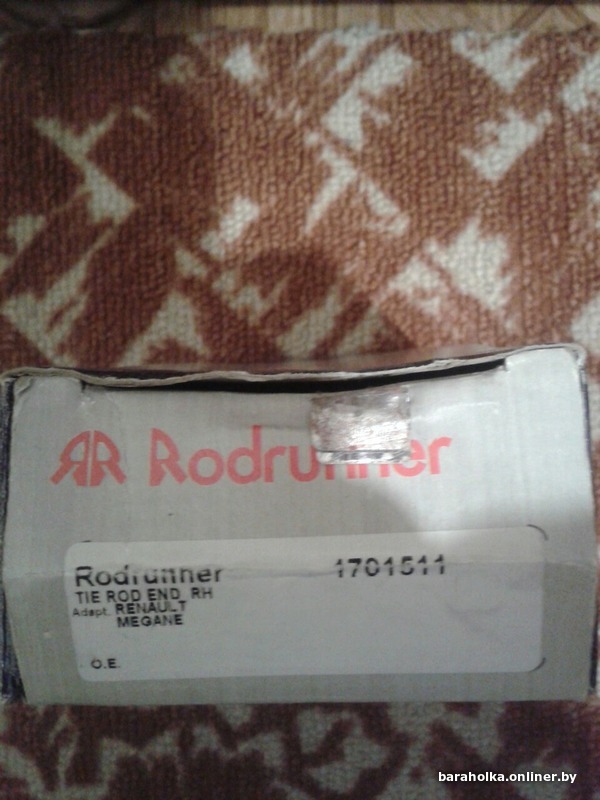 RR Rodrunner
Rodrunner 1701511
TIE ROD END, RH
Adapt. RENAULT
MEGANE
O.E.
baraholka.onliner.by